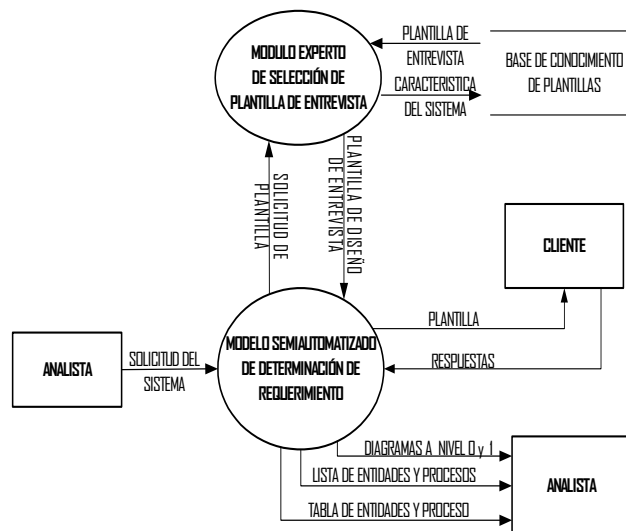 MODULO EXPERTO
DE SELECCIÓN DE
PLANTILLA DE ENTREVISTA
PLANTILLA DE
ENTREVISTA
CARACTERISTICA
DEL SISTEMA
BASE DE CONOCIMIENTO
DE PLANTILLAS
SOLICITUD DE
PLANTILLA
PLANTILLA DE DISEÑO
DE ENTREVISTA
CLIENTE
MODELO SEMIAUTOMATIZADO
DE DETERMINACIÓN DE
REQUERIMIENTO
PLANTILLA
RESPUESTAS
ANALISTA
SOLICITUD DEL
SISTEMA
DIAGRAMAS A NIVEL 0 y 1
LISTA DE ENTIDADES Y PROCESOS
TABLA DE ENTIDADES Y PROCESO
ANALISTA